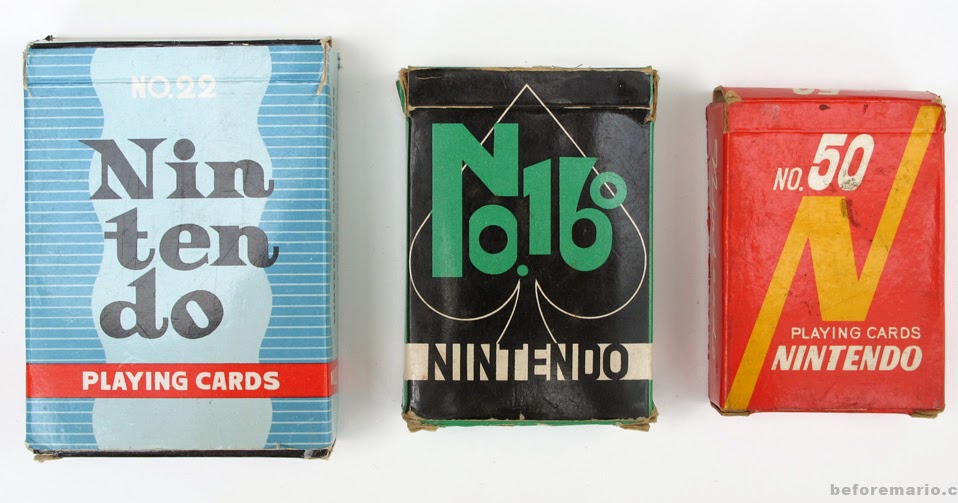 NO.22
Nin
ten
do
PLAYING CARDS
No.16
NINTENDO
NO. 50
N
PLAYING CARDS
NINTENDO
beforemario.c